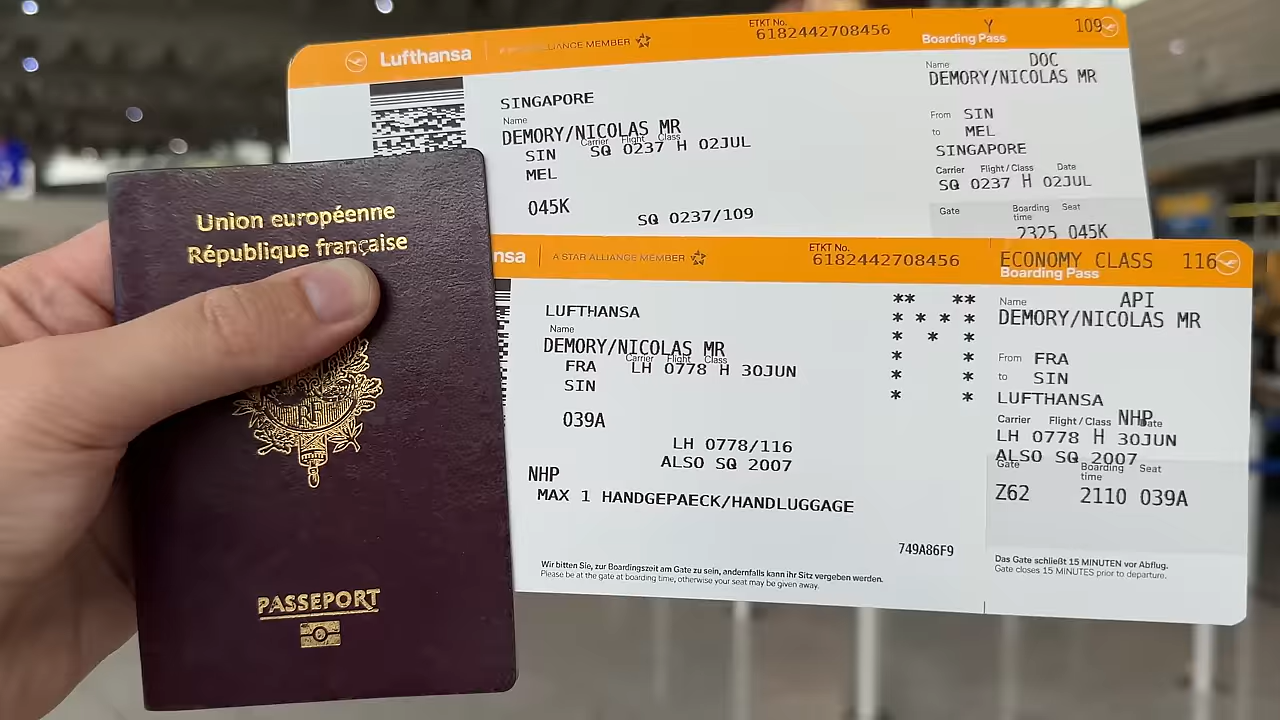 Lufthansa
ALLIANCE MEMBER
ETKT No.
6182442708456
Y
109
Boarding Pass
SINGAPORE
Name
DEMORY/NICOLAS MR
Carrier Flight Class
SIN SQ 0237 H 02JUL
MEL
045K
SQ 0237/109
DOC
Name
DEMORY/NICOLAS MR
From SIN
to MEL
SINGAPORE
Carrier Flight/Class Date
SQ 0237 H 02JUL
Gate Boarding time Seat
2325 045K
Union européenne
République française
RF
PASSEPORT
nsa
A STAR ALLIANCE MEMBER
ETKT No.
6182442708456
ECONOMY CLASS 116
Boarding Pass
LUFTHANSA
Name
DEMORY/NICOLAS MR
Carrier Flight Class
FRA LH 0778 H 30JUN
SIN
039A
LH 0778/116
ALSO SQ 2007
NHP
MAX 1 HANDGEPAECK/HANDLUGGAGE
** **
* * * *
* * *
* *
* *
* *
749A86F9
Wir bitten Sie, zur Boardingszeit am Gate zu sein, andernfalls kann ihr Sitz vergeben werden.
Please be at the gate at boarding time, otherwise your seat may be given away.
API
Name
DEMORY/NICOLAS MR
From FRA
to SIN
LUFTHANSA
NHP
Carrier Flight/Class Date
LH 0778 H 30JUN
ALSO SQ 2007
Gate Boarding time Seat
Z62 2110 039A
Das Gate schließt 15 MINUTEN vor Abflug.
Gate closes 15 MINUTES prior to departure.